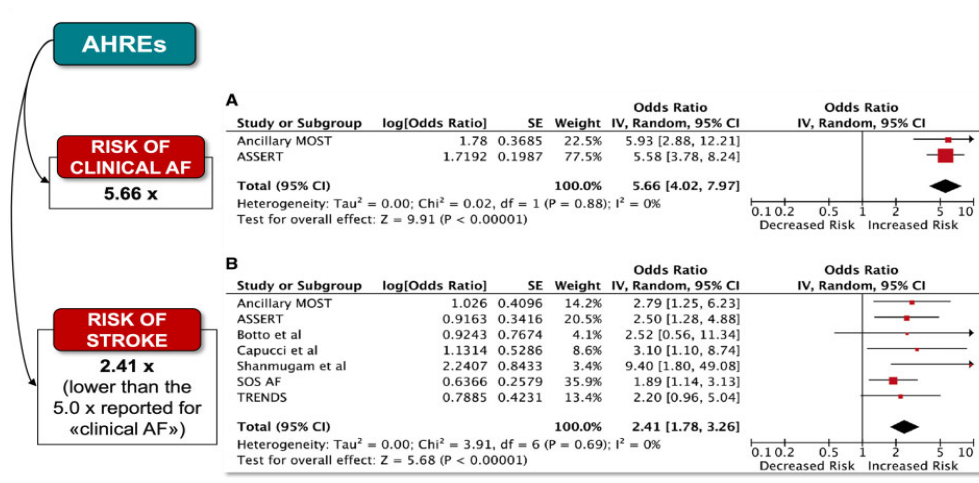 AHREs
RISK OF
CLINICAL AF
5.66 x
RISK OF
STROKE
2.41 x
(lower than the
5.0 x reported for
«clinical AF»)
A
Odds Ratio Odds Ratio
Study or Subgroup log[Odds Ratio] SE Weight IV, Random, 95% CI IV, Random, 95% CI
Ancillary MOST 1.78 0.3685 22.5% 5.93 [2.88, 12.21]
ASSERT 1.7192 0.1987 77.5% 5.58 [3.78, 8.24]
Total (95% CI) 100.0% 5.66 [4.02, 7.97]
Heterogeneity: Tau² = 0.00; Chi² = 0.02, df = 1 (P = 0.88); I² = 0%
Test for overall effect: Z = 9.91 (P < 0.00001)
0.1 0.2 0.5 1 2 5 10
Decreased Risk Increased Risk
B
Odds Ratio Odds Ratio
Study or Subgroup log[Odds Ratio] SE Weight IV, Random, 95% CI IV, Random, 95% CI
Ancillary MOST 1.026 0.4096 14.2% 2.79 [1.25, 6.23]
ASSERT 0.9163 0.3416 20.5% 2.50 [1.28, 4.88]
Botto et al 0.9243 0.7674 4.1% 2.52 [0.56, 11.34]
Capucci et al 1.1314 0.5286 8.6% 3.10 [1.10, 8.74]
Shanmugam et al 2.2407 0.8433 3.4% 9.40 [1.80, 49.08]
SOS AF 0.6366 0.2579 35.9% 1.89 [1.14, 3.13]
TRENDS 0.7885 0.4231 13.4% 2.20 [0.96, 5.04]
Total (95% CI) 100.0% 2.41 [1.78, 3.26]
Heterogeneity: Tau² = 0.00; Chi² = 3.91, df = 6 (P = 0.69); I² = 0%
Test for overall effect: Z = 5.68 (P < 0.00001)
0.1 0.2 0.5 1 2 5 10
Decreased Risk Increased Risk